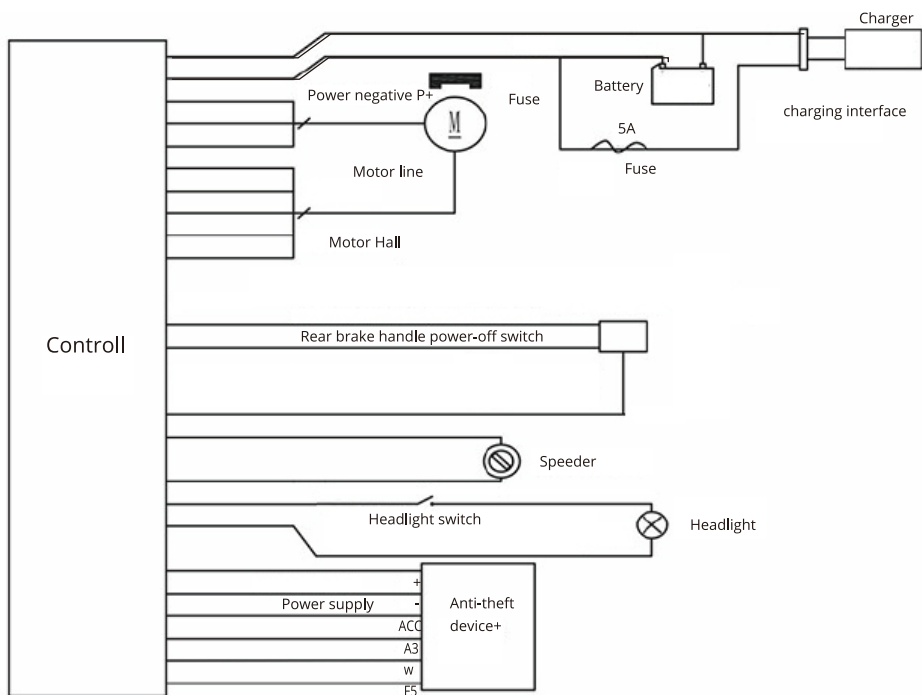 Charger
Power negative P+
Fuse
Battery
charging interface
M
5A
Fuse
Motor line
Motor Hall
Controll
Rear brake handle power-off switch
Speeder
Headlight switch
Headlight
+
Power supply
-
Anti-theft
device+
ACC
A3
w
F5